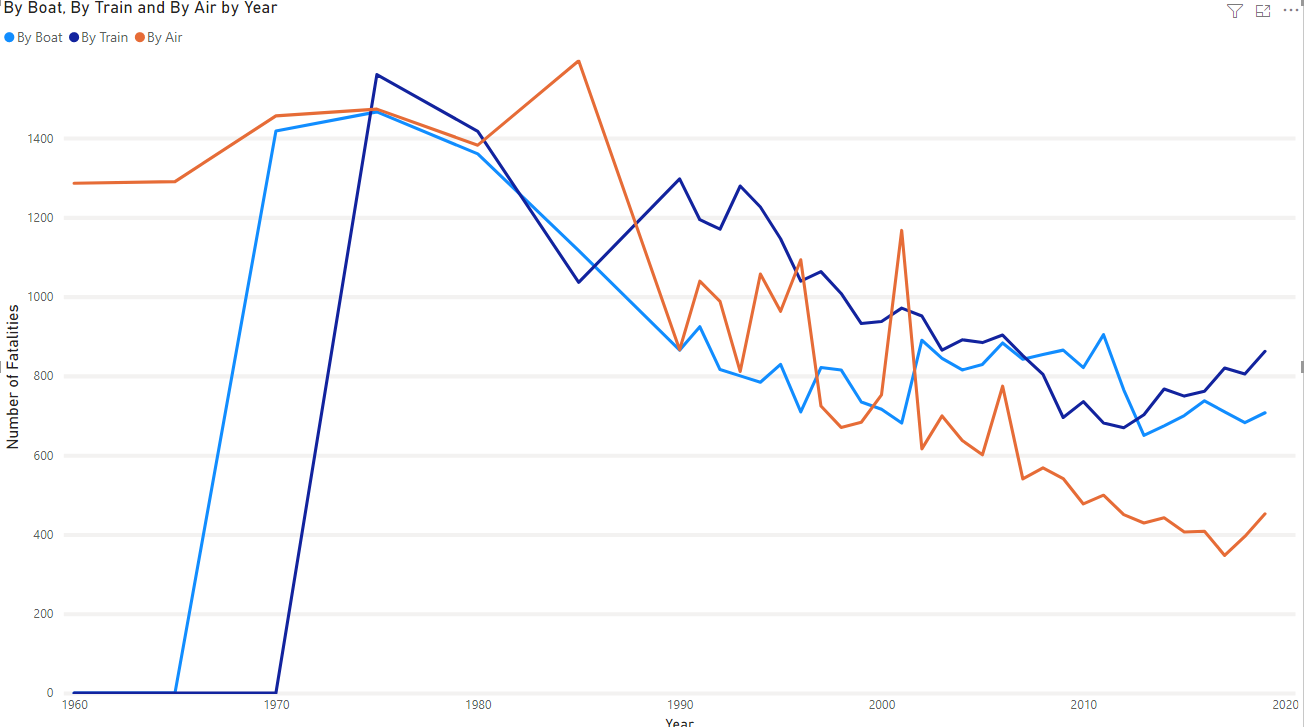 By Boat, By Train and By Air by Year
By Boat By Train By Air
Number of Fatalities
1400
1200
1000
800
600
400
200
0
1960 1970 1980 1990 2000 2010 2020
Year